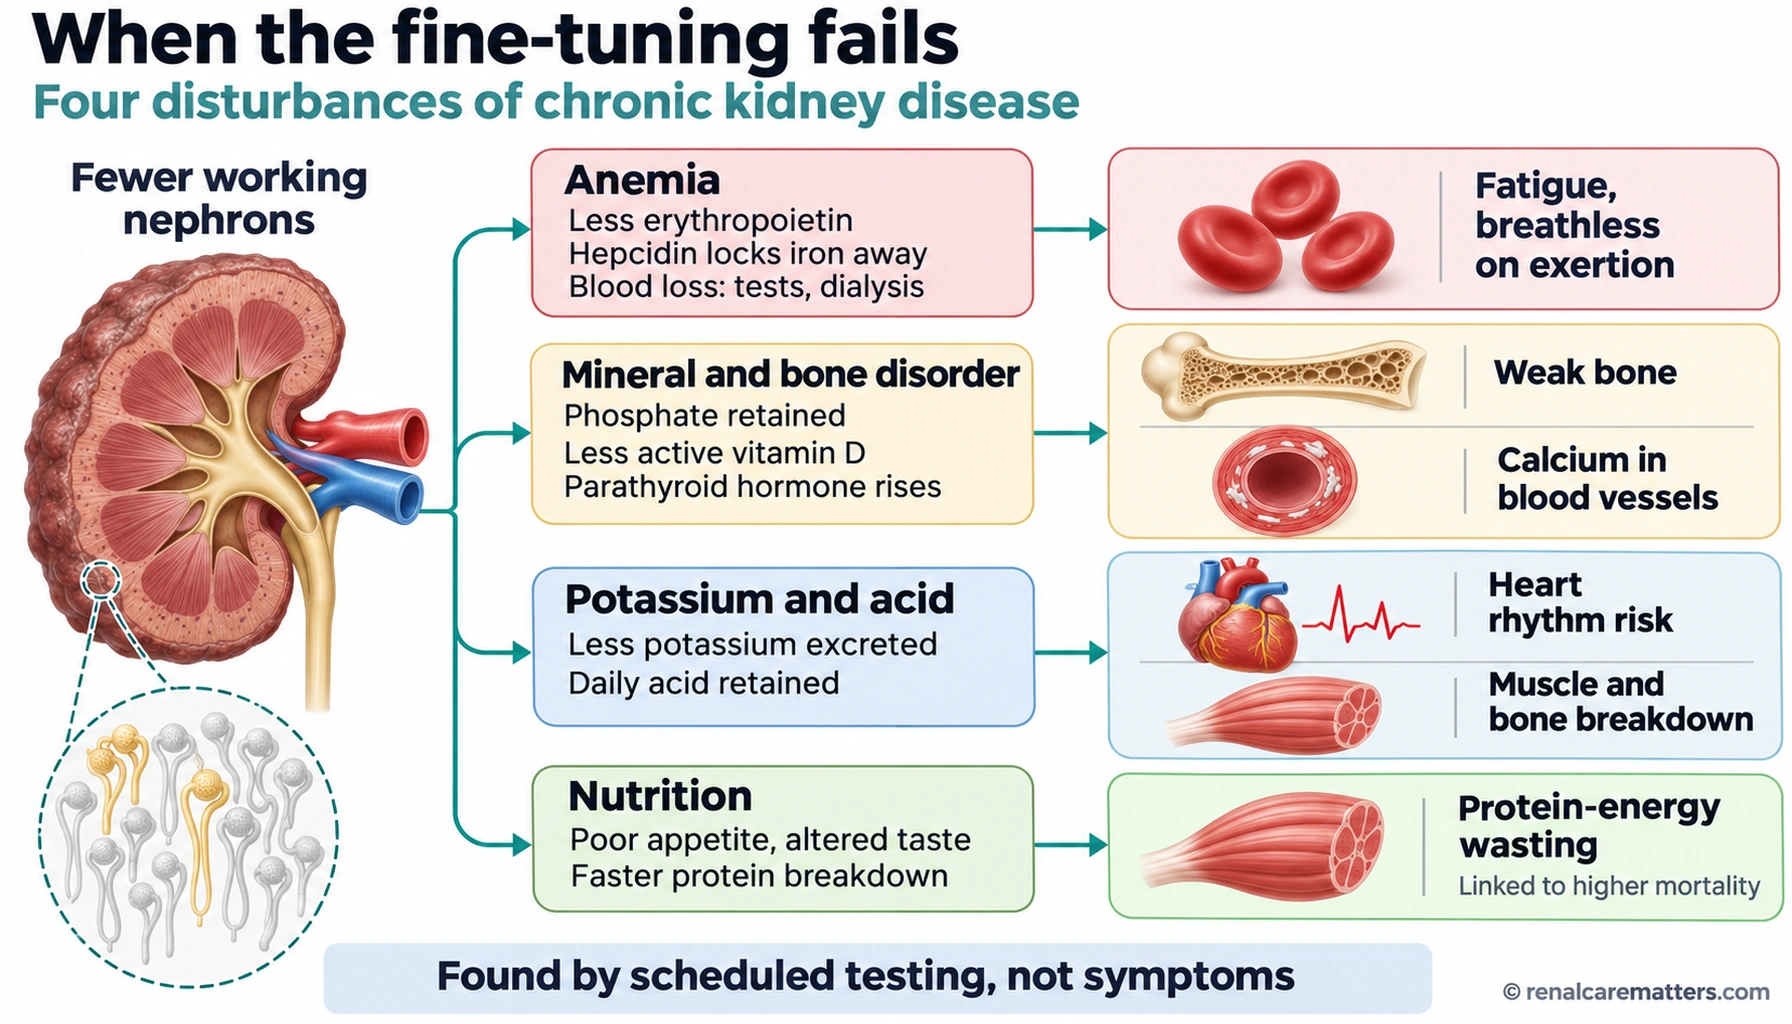 When the fine-tuning fails
Four disturbances of chronic kidney disease
Fewer working
nephrons
Anemia
Less erythropoietin
Hepcidin locks iron away
Blood loss: tests, dialysis
Fatigue,
breathless
on exertion
Mineral and bone disorder
Phosphate retained
Less active vitamin D
Parathyroid hormone rises
Weak bone
Calcium in
blood vessels
Potassium and acid
Less potassium excreted
Daily acid retained
Heart
rhythm risk
Muscle and
bone breakdown
Nutrition
Poor appetite, altered taste
Faster protein breakdown
Protein-energy
wasting
Linked to higher mortality
Found by scheduled testing, not symptoms
© renalcarematters.com